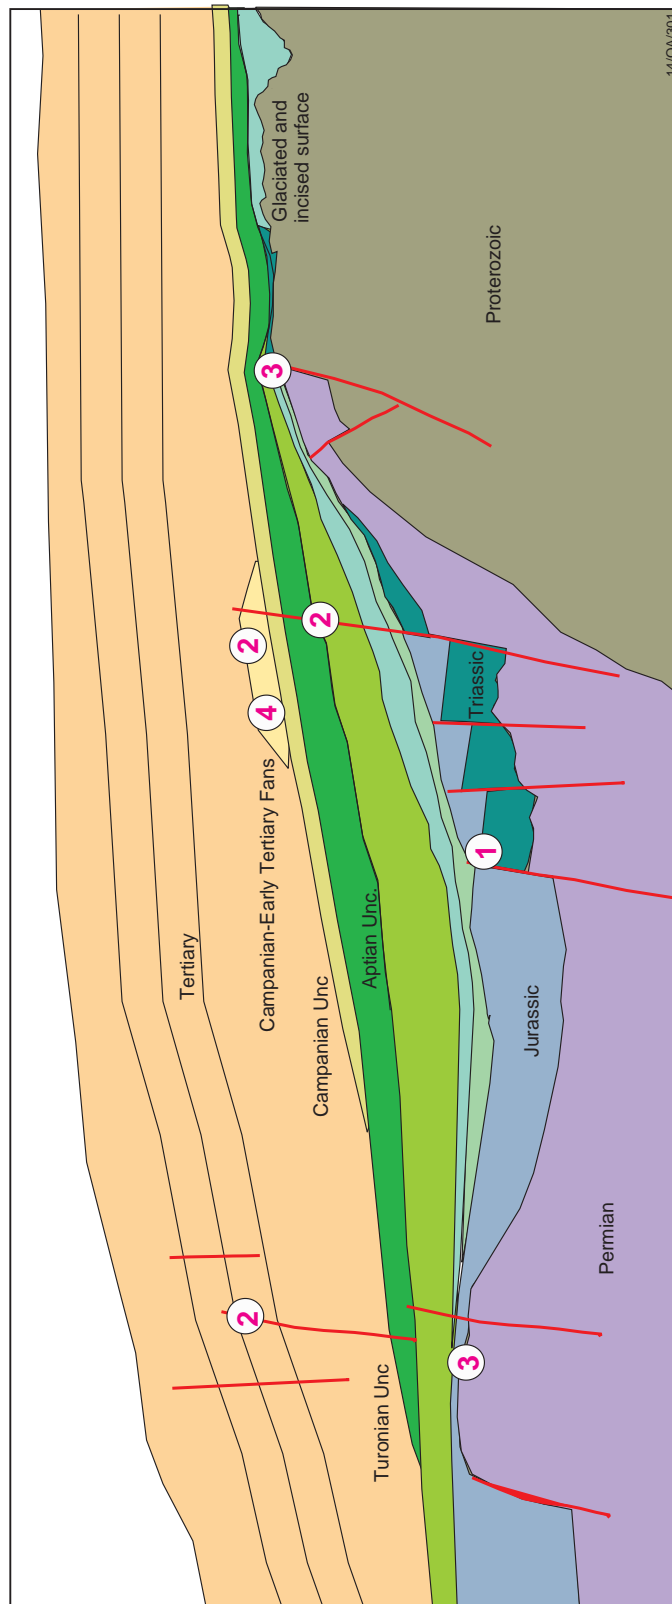 Tertiary
2
Campanian-Early Tertiary Fans
4
2
3
Glaciated and
incised surface
Campanian Unc
2
Turonian Unc
Aptian Unc.
3
1
Triassic
Proterozoic
Jurassic
Permian